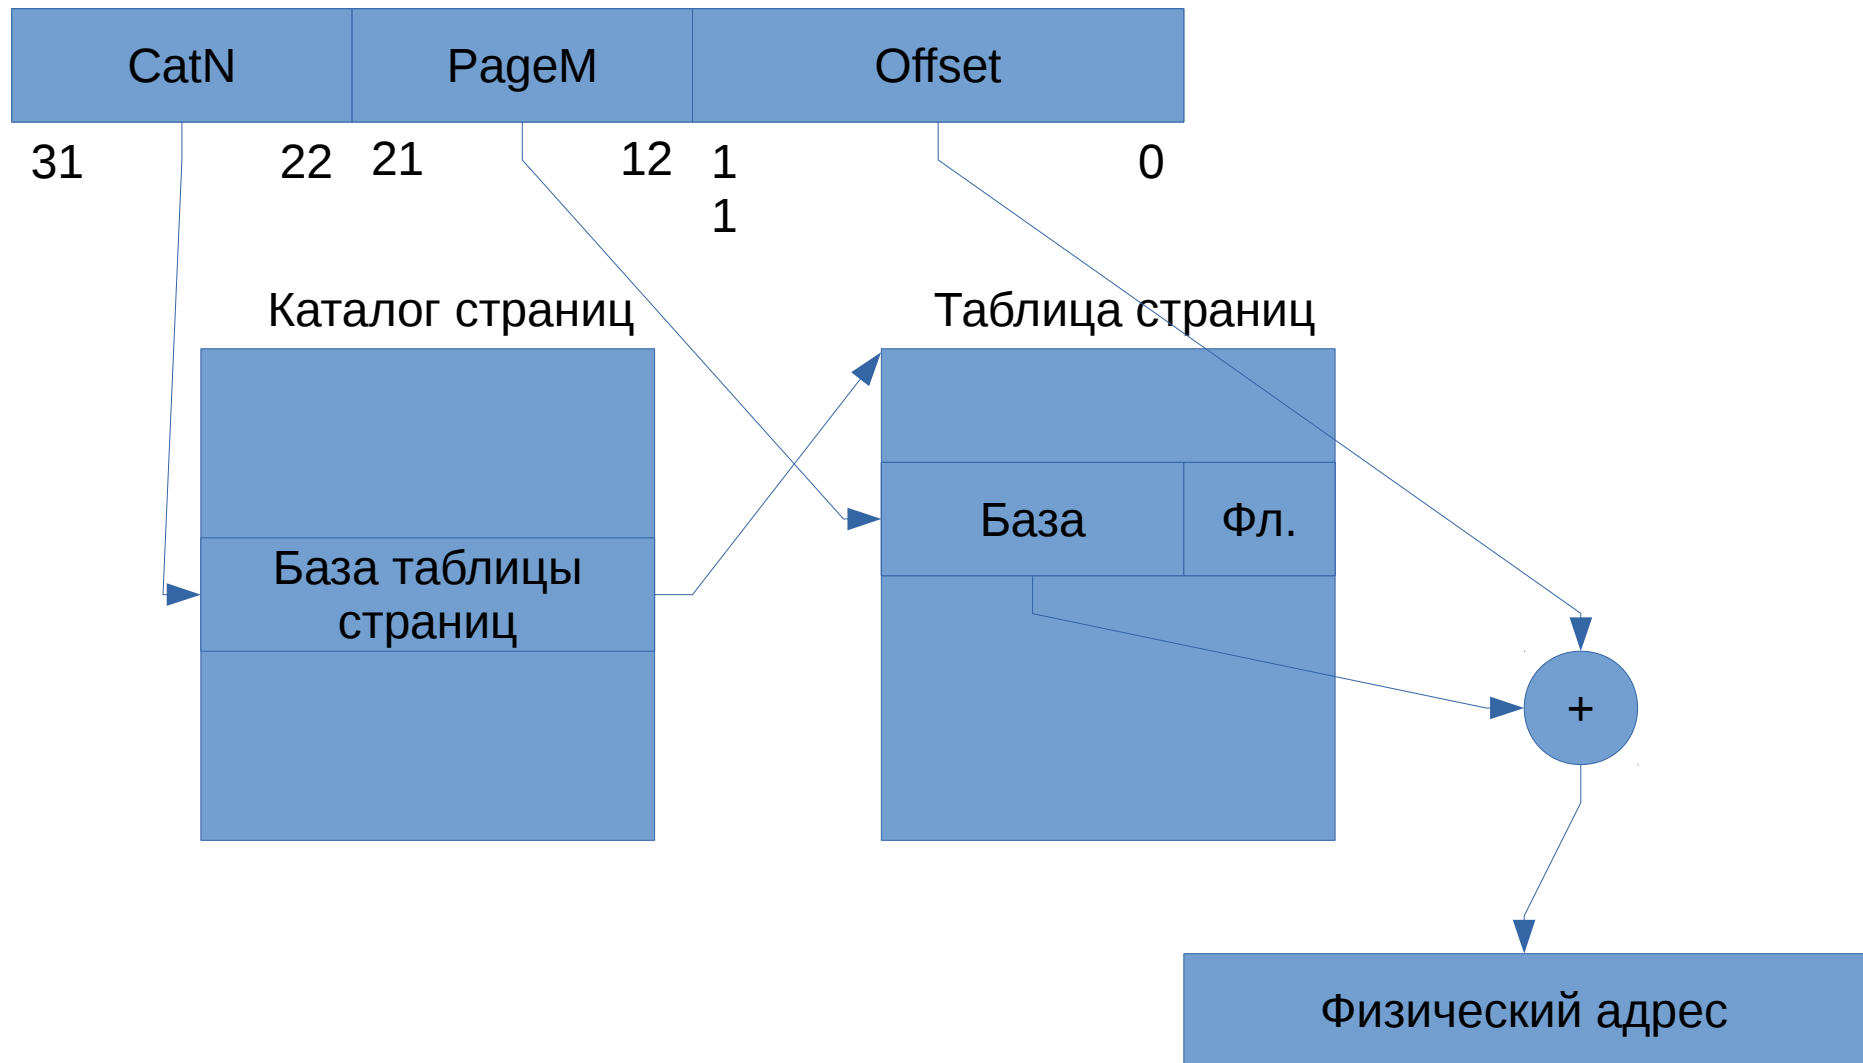 CatN PageM Offset
31 22 21 12 1
1 0
Каталог страниц Таблица страниц
База Фл.
База таблицы
страниц
+
Физический адрес